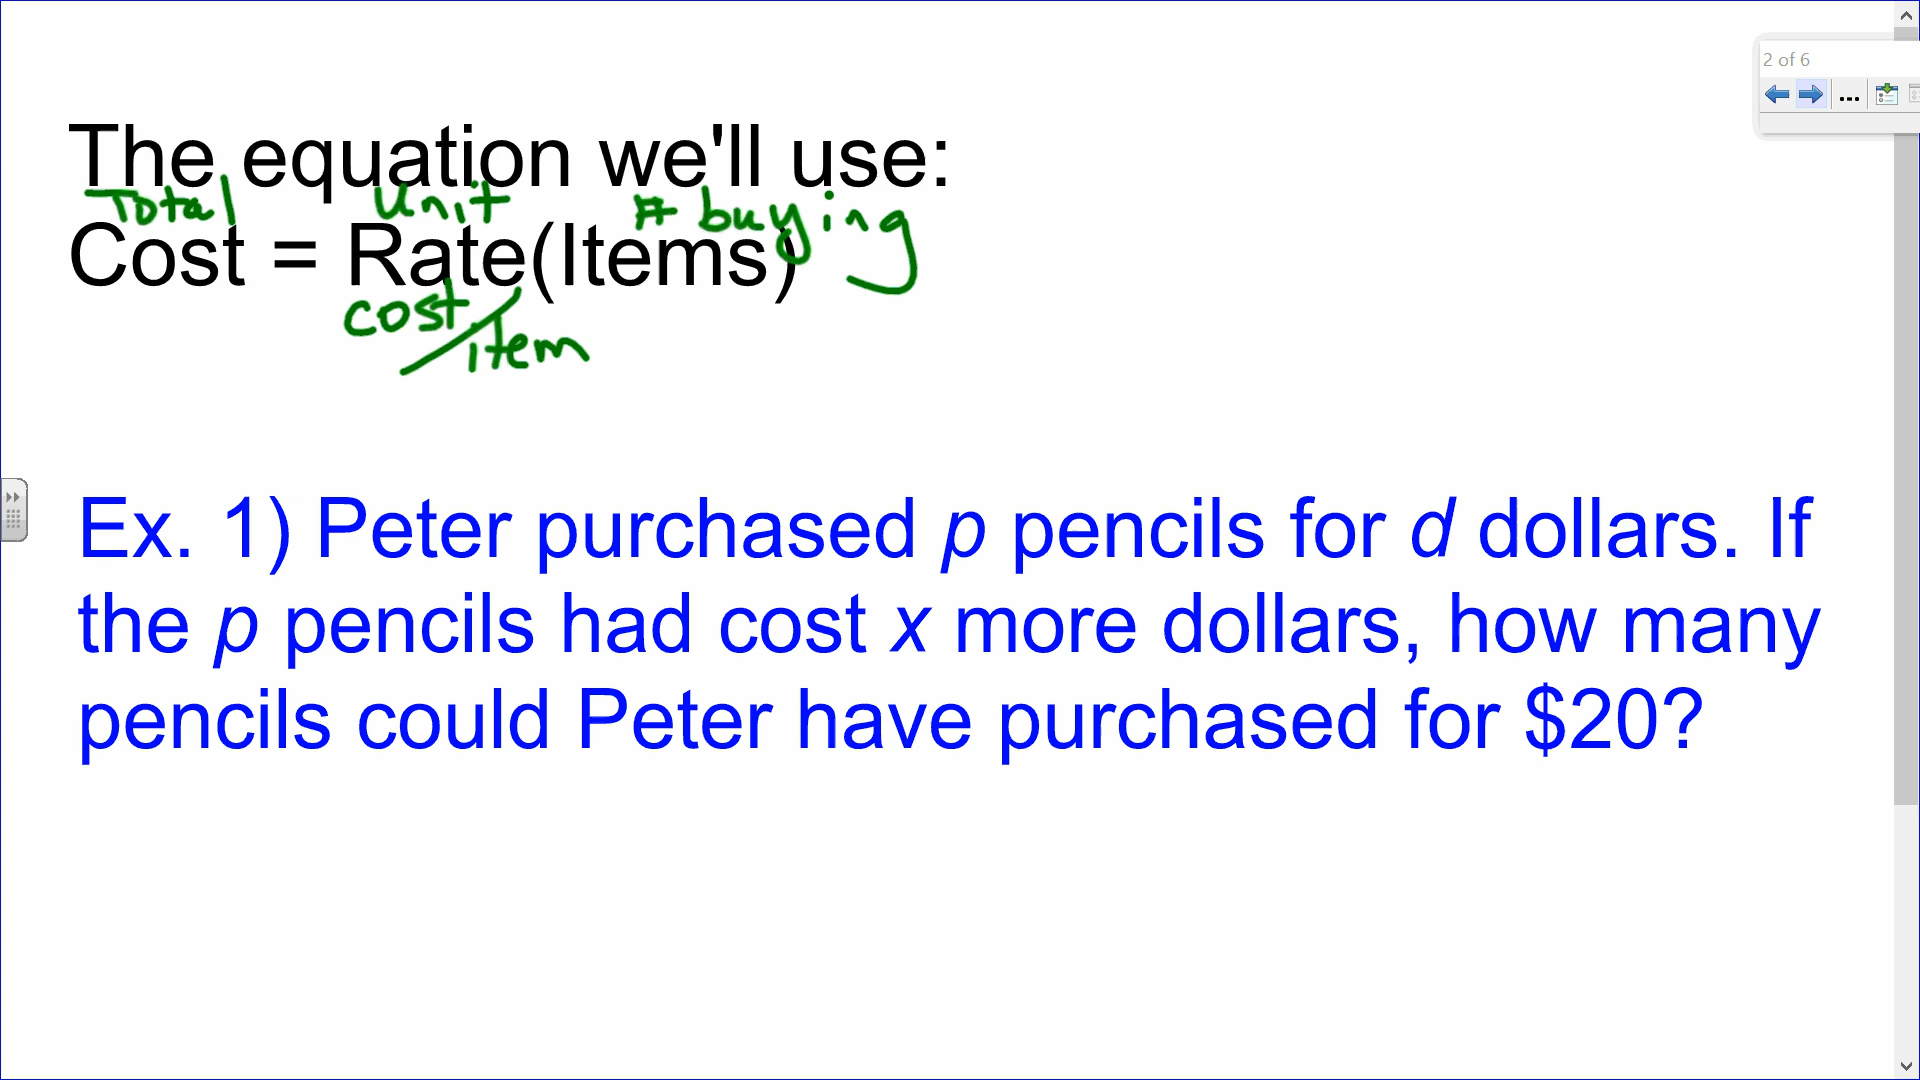 2 of 6
The equation we'll use:
Total Unit # buying
Cost = Rate(Items)
cost/item
Ex. 1) Peter purchased p pencils for d dollars. If
the p pencils had cost x more dollars, how many
pencils could Peter have purchased for $20?